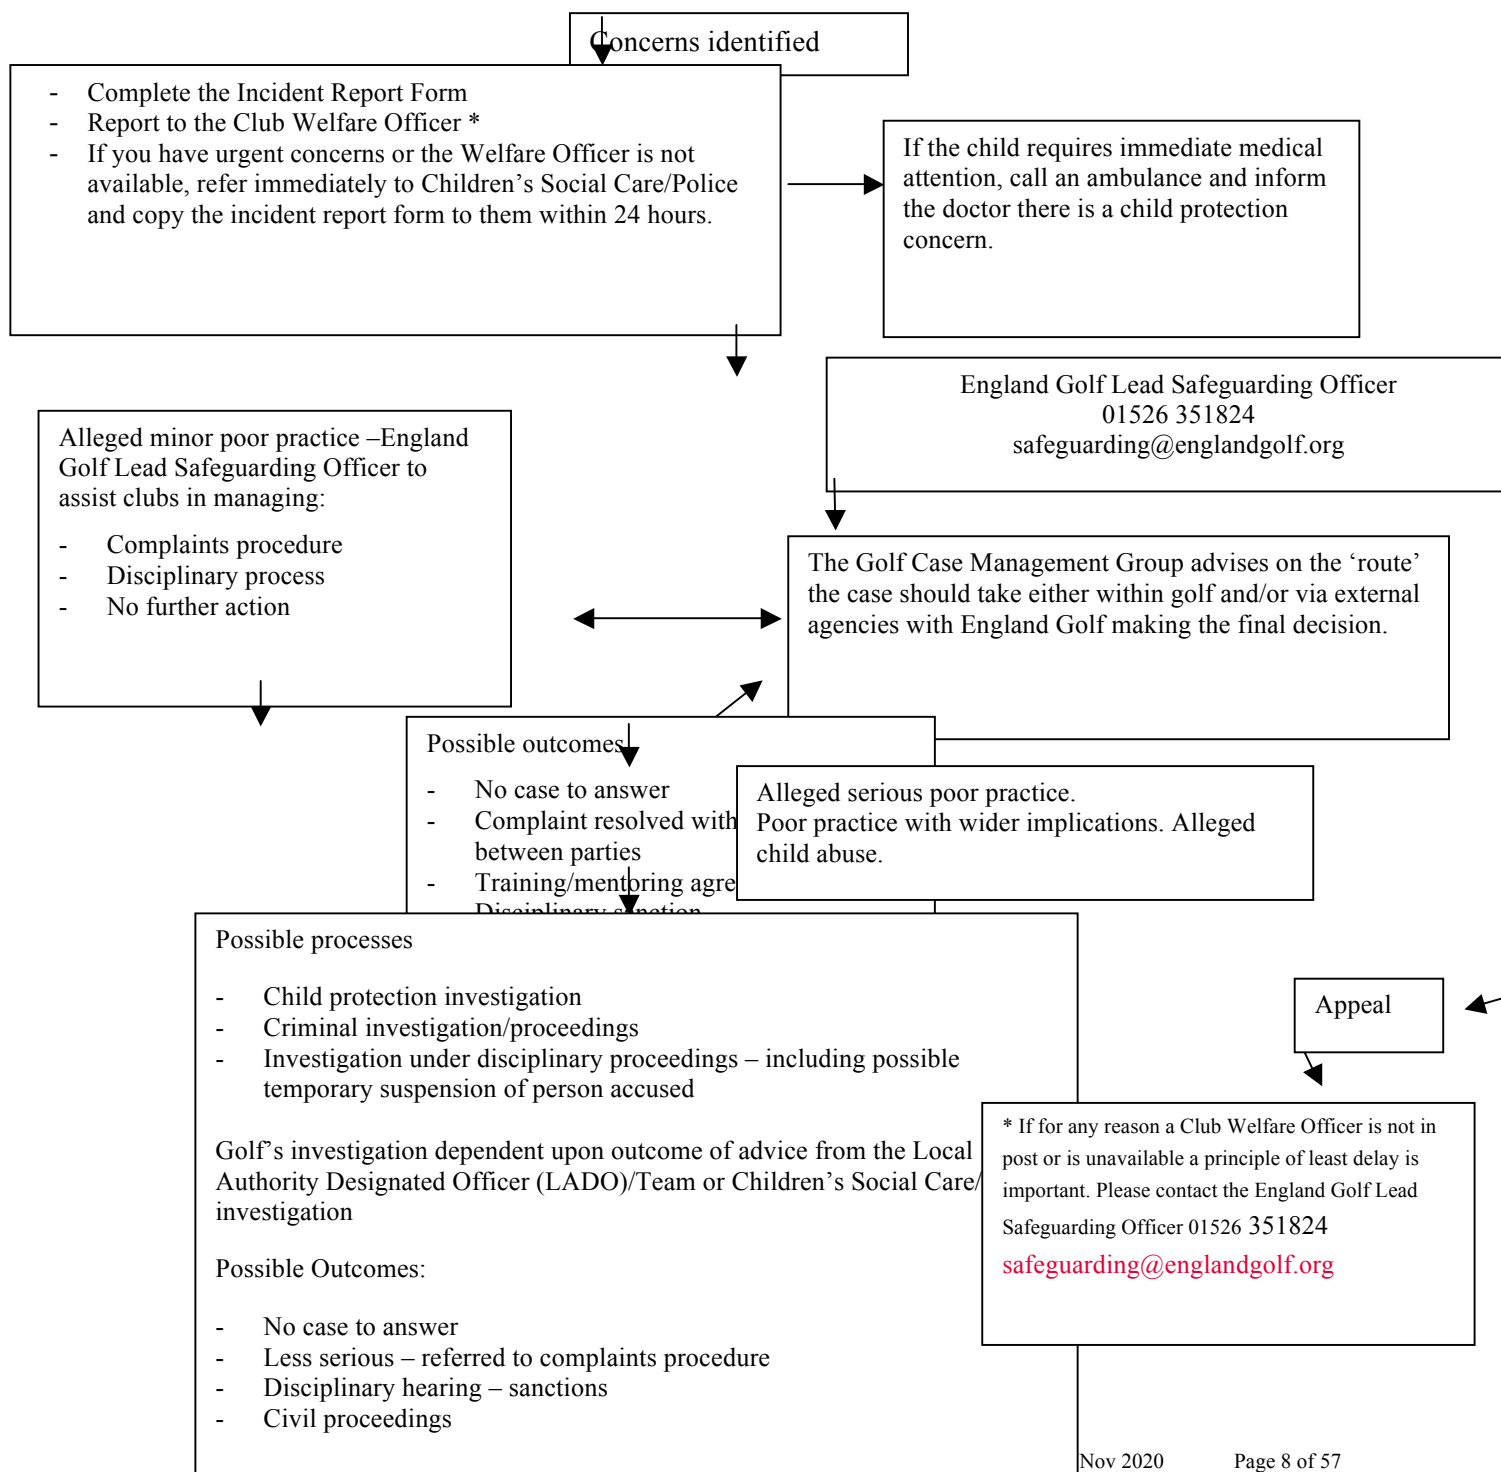 Concerns identified
- Complete the Incident Report Form
- Report to the Club Welfare Officer *
- If you have urgent concerns or the Welfare Officer is not
available, refer immediately to Children’s Social Care/Police
and copy the incident report form to them within 24 hours.
If the child requires immediate medical
attention, call an ambulance and inform
the doctor there is a child protection
concern.
England Golf Lead Safeguarding Officer
01526 351824
safeguarding@englandgolf.org
Alleged minor poor practice –England
Golf Lead Safeguarding Officer to
assist clubs in managing:
- Complaints procedure
- Disciplinary process
- No further action
The Golf Case Management Group advises on the ‘route’
the case should take either within golf and/or via external
agencies with England Golf making the final decision.
Possible outcomes
- No case to answer
- Complaint resolved with
between parties
- Training/mentoring agre
- Disciplinary sanction
Alleged serious poor practice.
Poor practice with wider implications. Alleged
child abuse.
Possible processes
- Child protection investigation
- Criminal investigation/proceedings
- Investigation under disciplinary proceedings – including possible
temporary suspension of person accused
Golf’s investigation dependent upon outcome of advice from the Local
Authority Designated Officer (LADO)/Team or Children’s Social Care/
investigation
Possible Outcomes:
- No case to answer
- Less serious – referred to complaints procedure
- Disciplinary hearing – sanctions
- Civil proceedings
Appeal
* If for any reason a Club Welfare Officer is not in
post or is unavailable a principle of least delay is
important. Please contact the England Golf Lead
Safeguarding Officer 01526 351824
safeguarding@englandgolf.org
Nov 2020 Page 8 of 57